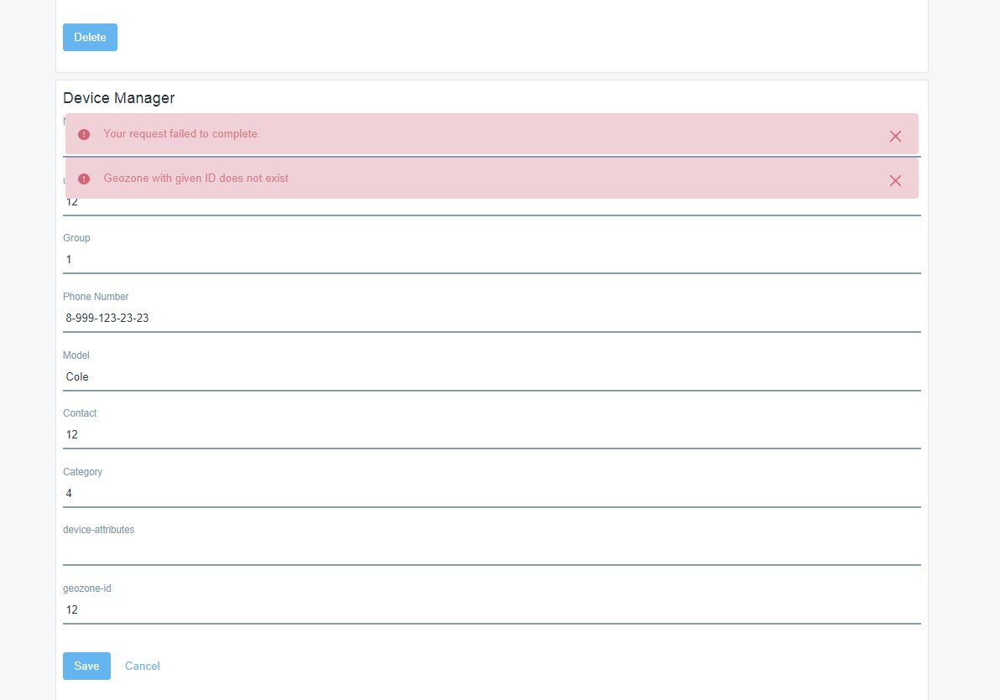 Delete
Device Manager
Your request failed to complete.
Geozone with given ID does not exist
12
Group
1
Phone Number
8-999-123-23-23
Model
Cole
Contact
12
Category
4
device-attributes
geozone-id
12
Save
Cancel